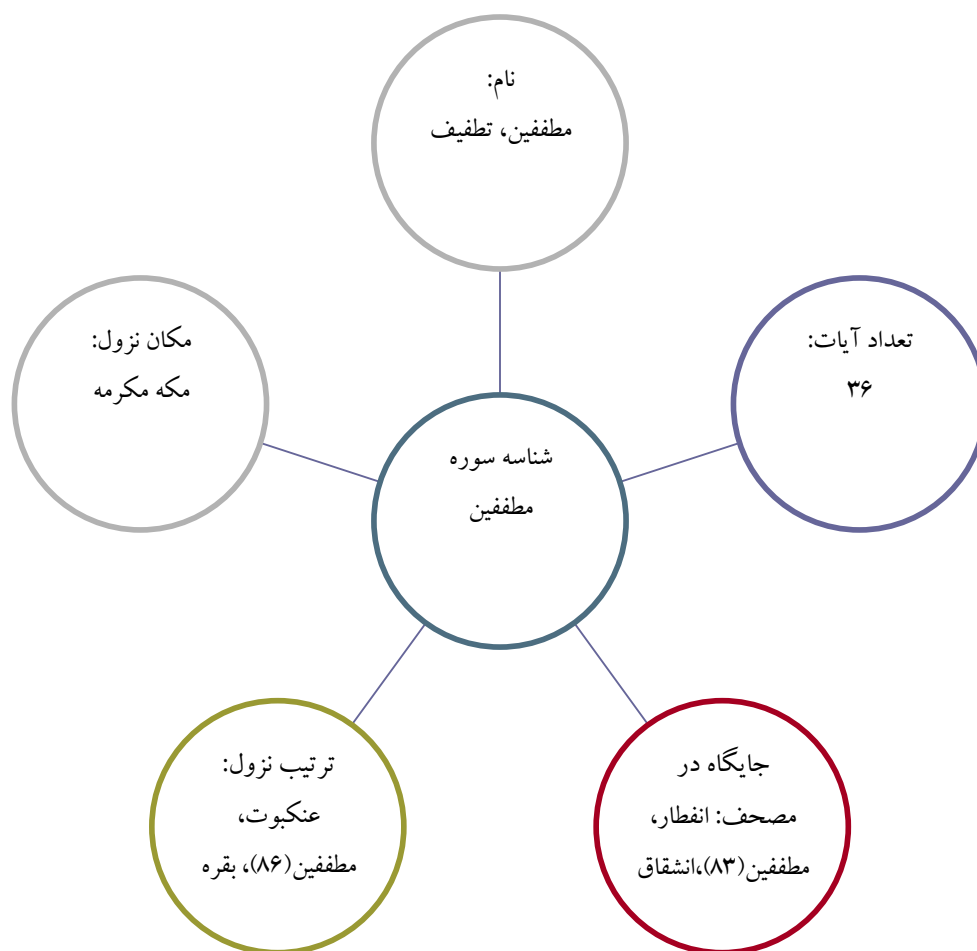 نام:
مطففین، تطفیف
تعداد آیات:
۳۶
مکان نزول:
مکه مکرمه
شناسه سوره
مطففین
جایگاه در
مصحف: انفطار،
مطففین(۸۳)،انشقاق
ترتیب نزول:
عنکبوت،
مطففین(۸۶)، بقره